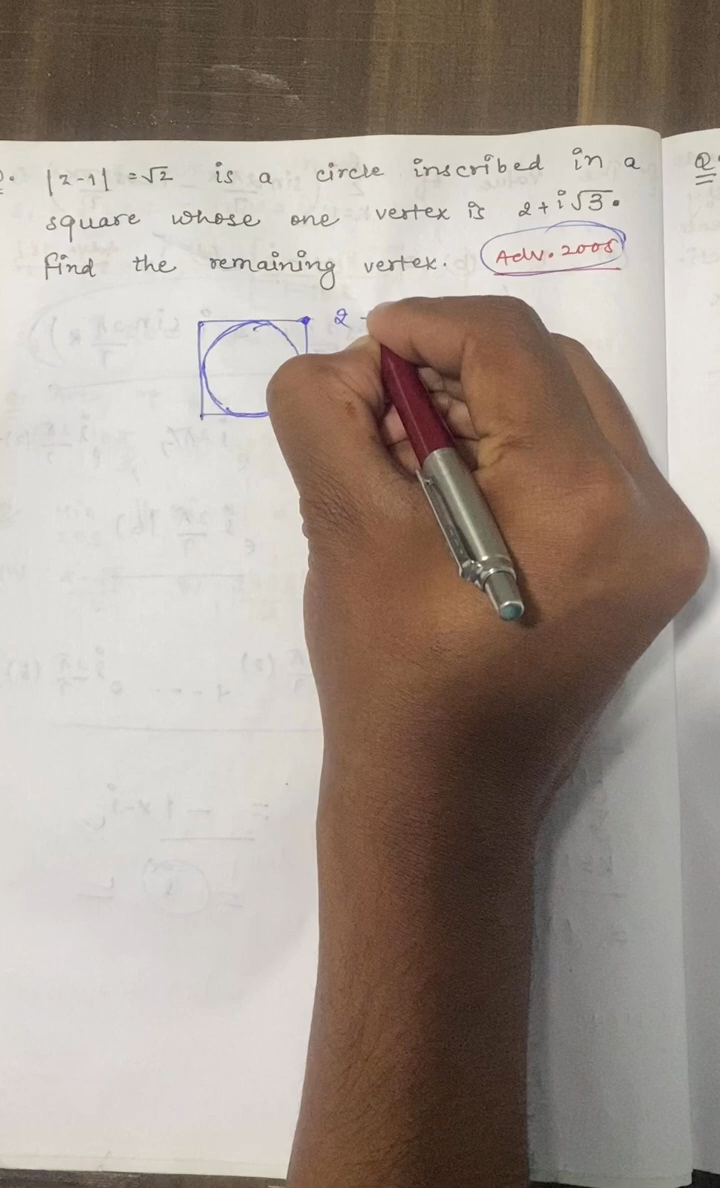 |z-1| = √2 is a circle inscribed in a
square whose one vertex is 2 + i √3.
Find the remaining vertex. Adv. 2005
2 -
Q.